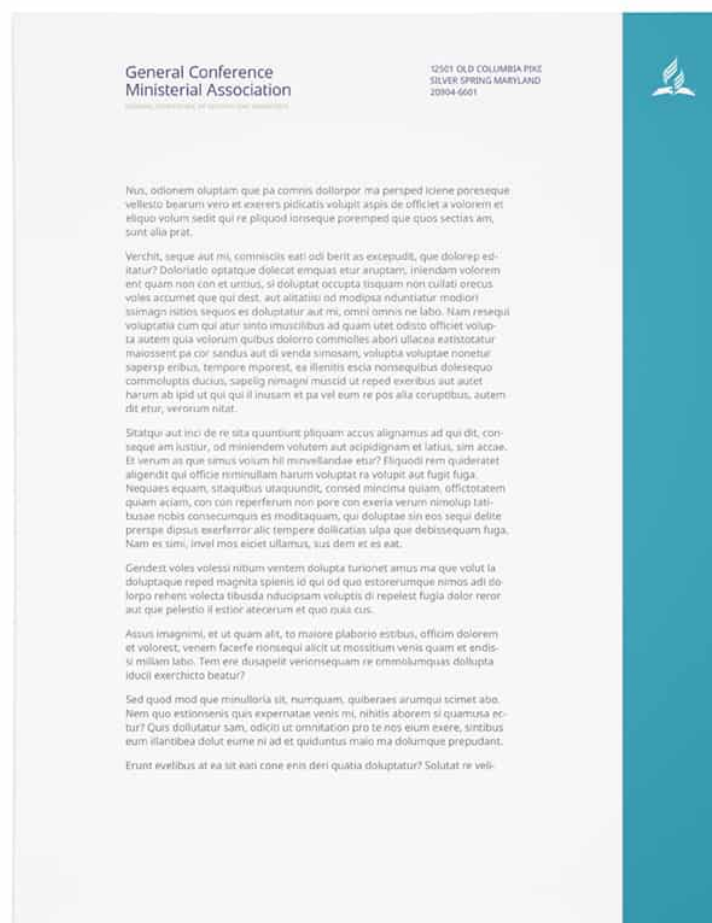 General Conference
Ministerial Association
12501 OLD COLUMBIA PIKE
SILVER SPRING MARYLAND
20904-6601
Nus, odionem oluptam que pa comnis dollorpor ma persped iciene poreseque
vellesto bearum vero et exerers pidicatis volupit aspis de officiet a volorem et
eliquo volum sedit qui re pliquod ionseque poremped que quos sectias am,
sunt alia prat.
Verchit, seque aut mi, comnisciis eati odi berit as excepudit, que dolorep ed-
itatur? Doloriatio optatque dolecat emquas etur aruptam, iniendam volorem
ent quam non con et untius, si doluptat occupta tisquam non cullati orecus
voles accumet que qui dest, aut alitatisi od modipsa nduntiatur modiori
ssimagn isitios sequos es doluptatur aut mi, omni omnis ne labo. Nam resequi
voluptatia cum qui atur sinto imuscilibus ad quam utet odisto officiet volup-
ta autem quia volorum quibus dolorro commolles abori ullacea eatistotatur
maiossent pa cor sandus aut di venda simosam, voluptia voluptae nonetur
sapersp eribus, tempore mporest, ea illenitis escia nonsequibus dolesequo
commoluptis ducius, sapelig nimagni muscid ut reped exeribus aut autet
harum ab ipid ut qui qui il inusam et pa vel eum re pos alia coruptibus, autem
dit etur, verorum nitat.
Sitatqui aut inci de re sita quuntiunt pliquam accus alignamus ad qui dit, con-
seque am iustiur, od miniendem volutem aut acipidignam et latius, sim accae.
Et verum as que simus volum hil minvellandae etur? Eliquodi rem quideratet
aligendit qui officie niminullam harum voluptat ra volupit aut fugit fuga.
Nequaes equam, sitaquibus utaquundit, consed mincima quiam, offictotatem
quiam aciam, con con reperferum non pore con exeria verum nimolup tati-
busae nobis consecumquis es moditaquam, qui doluptae sin eos sequi delite
prerspe dipsus exerferror alic tempere dollicatias ulpa que debissequam fuga.
Nam es simi, invel mos eiciet ullamus, sus dem et es eat.
Gendest voles volessi nitium ventem dolupta turionet amus ma que volut la
doluptaque reped magnita spienis id qui od quo estorerumque nimos adi do-
lorpo rehens volecta tibusda nducipsam voluptis di repelest fugia dolor reror
aut que pelestio il estior atecerum et quo quia cus.
Assus imagnimi, et ut quam alit, to maiore plaborio estibus, officim dolorem
et volorest, venem facerfe rionsequi alicit ut mossitium venis quam et endis-
si millam labo. Tem ere dusapelit verionsequam re ommolumquas dollupta
iducil exerchicto beatur?
Sed quod mod que minulloria sit, numquam, quiberaes arumqui scimet abo.
Nem quo estionsenis quis expernatae venis mi, nihitis aborem si quamusa ec-
tur? Quis dollutatur sam, odiciti ut omnitation pro te nos eium exere, sintibus
eum illantibea dolut eume ni ad et quiduntus maio ma dolumque prepudant.
Erunt evelibus at ea sit eati cone enis deri quatia doluptatur? Solutat re veli-